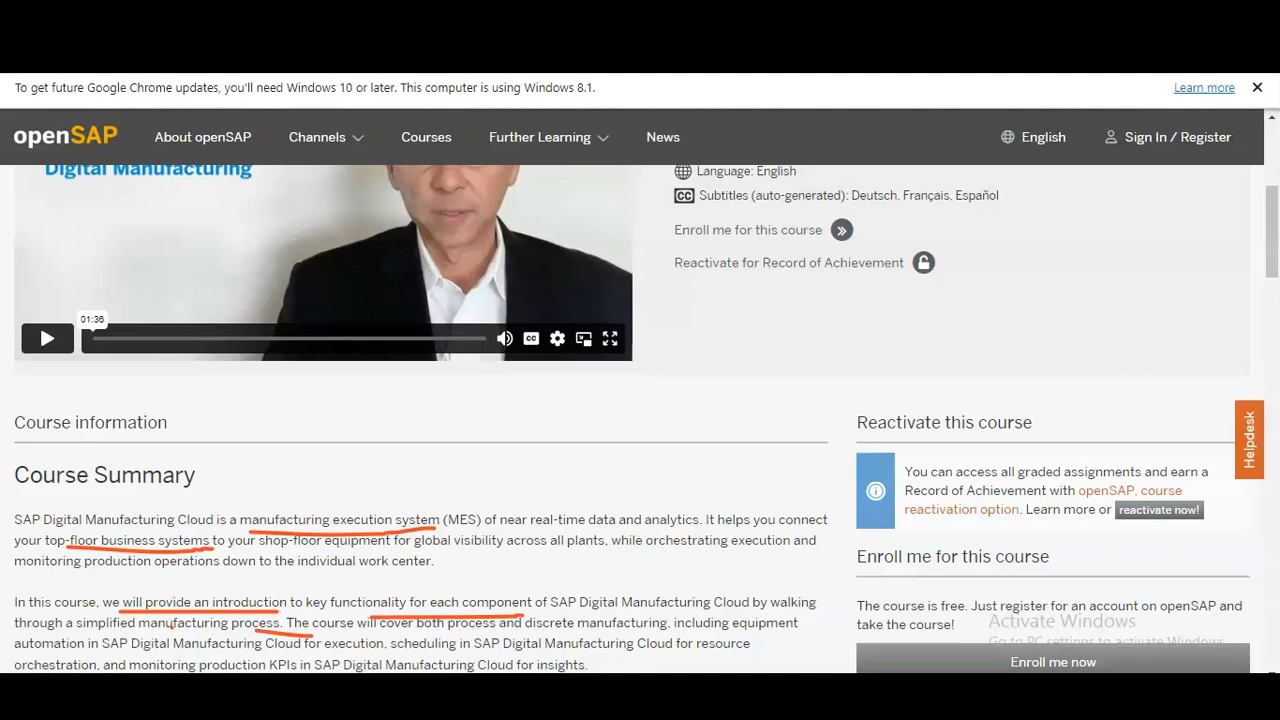 To get future Google Chrome updates, you'll need Windows 10 or later. This computer is using Windows 8.1.
Learn more
openSAP
About openSAP
Channels
Courses
Further Learning
News
English
Sign In / Register
Digital Manufacturing
Language: English
CC Subtitles (auto-generated): Deutsch, Français, Español
Enroll me for this course
Reactivate for Record of Achievement
01:36
CC
Course information
Course Summary
SAP Digital Manufacturing Cloud is a manufacturing execution system (MES) of near real-time data and analytics. It helps you connect
your top-floor business systems to your shop-floor equipment for global visibility across all plants, while orchestrating execution and
monitoring production operations down to the individual work center.
In this course, we will provide an introduction to key functionality for each component of SAP Digital Manufacturing Cloud by walking
through a simplified manufacturing process. The course will cover both process and discrete manufacturing, including equipment
automation in SAP Digital Manufacturing Cloud for execution, scheduling in SAP Digital Manufacturing Cloud for resource
orchestration, and monitoring production KPIs in SAP Digital Manufacturing Cloud for insights.
Reactivate this course
You can access all graded assignments and earn a
Record of Achievement with openSAP, course
reactivation option. Learn more or reactivate now!
Enroll me for this course
The course is free. Just register for an account on openSAP and
take the course!
Activate Windows
Go to PC settings to activate Windows.
Enroll me now
Helpdesk